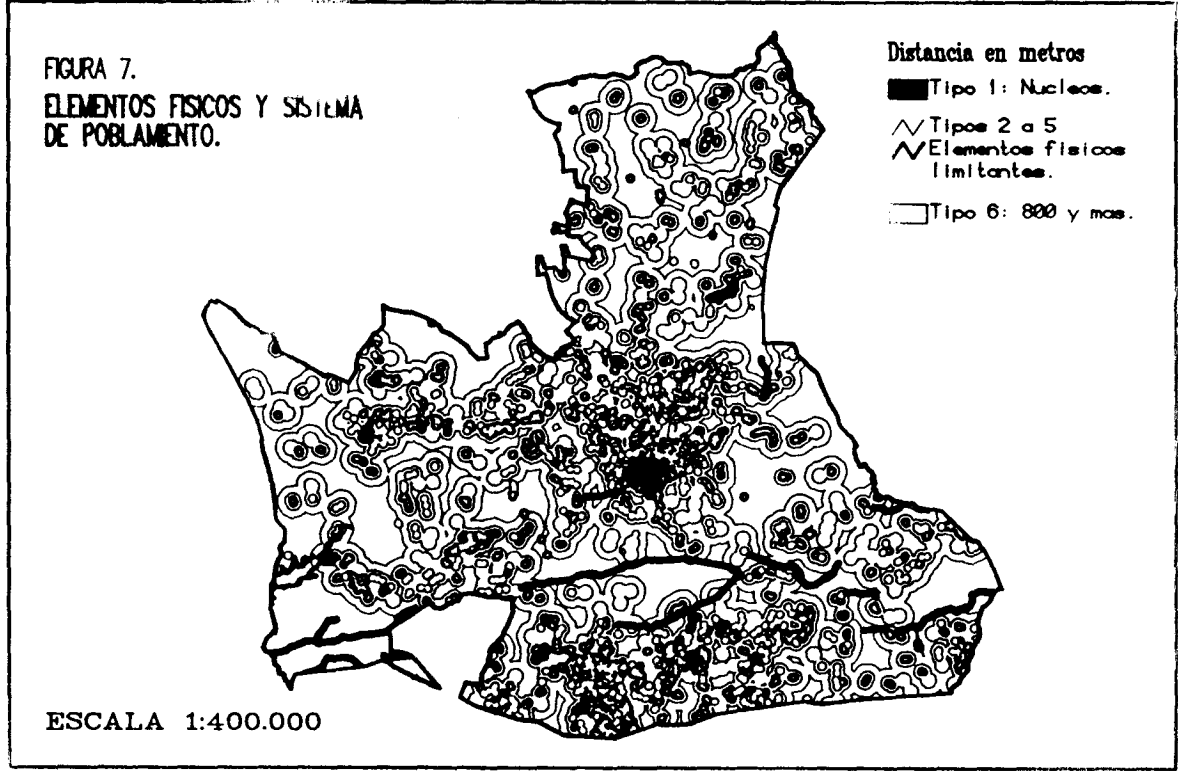 FIGURA 7.
ELEMENTOS FISICOS Y SISTEMA
DE POBLAMENTO.
Distancia en metros
Tipo 1: Nucleos.
Tipos 2 a 5
Elementos fisicos
limitantes.
Tipo 6: 800 y mas.
ESCALA 1:400.000